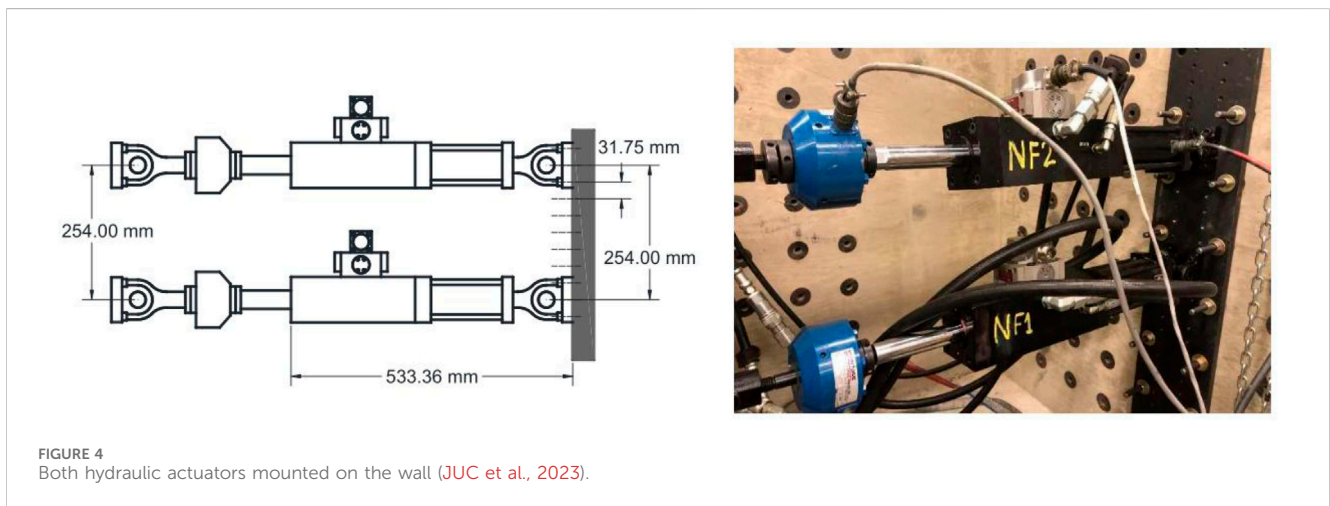 31.75 mm
254.00 mm
254.00 mm
533.36 mm
NF2
NF1
FIGURE 4
Both hydraulic actuators mounted on the wall (JUC et al., 2023).